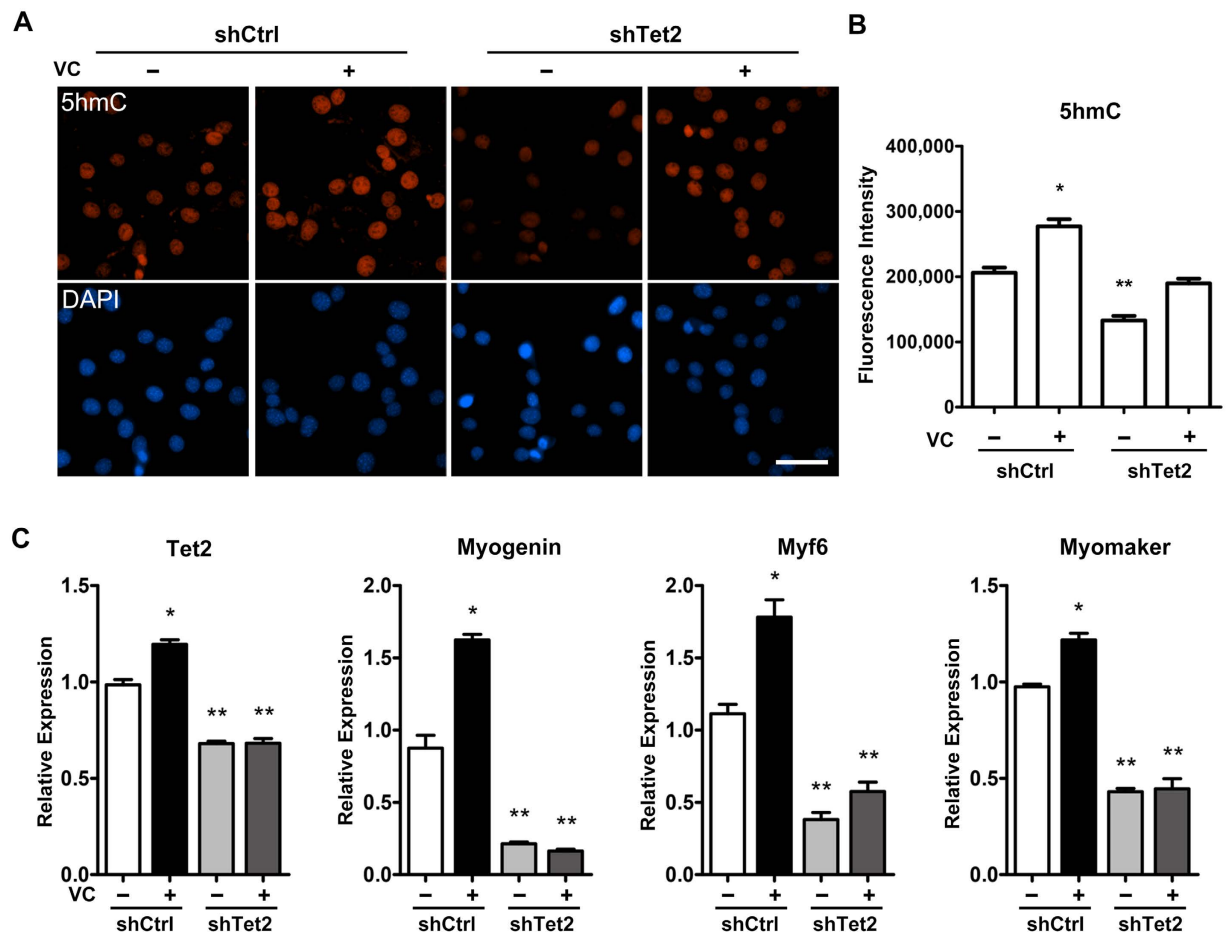 A
shCtrl shTet2
VC – + – +
5hmC
DAPI
B
5hmC
Fluorescence Intensity
400,000
300,000
200,000
100,000
0
*
**
VC – + – +
shCtrl shTet2
C
Tet2
Relative Expression
1.5
1.0
0.5
0.0
*
** **
VC – + – +
shCtrl shTet2
Myogenin
Relative Expression
2.0
1.5
1.0
0.5
0.0
*
** **
– + – +
shCtrl shTet2
Myf6
Relative Expression
2.0
1.5
1.0
0.5
0.0
*
** **
– + – +
shCtrl shTet2
Myomaker
Relative Expression
1.5
1.0
0.5
0.0
*
** **
– + – +
shCtrl shTet2